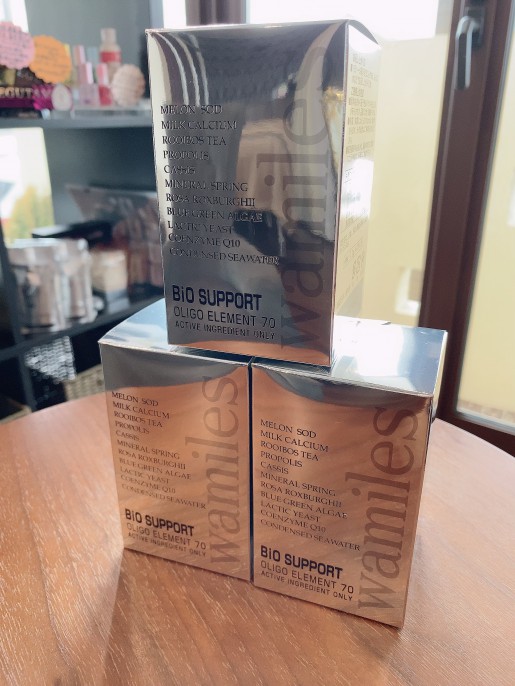 MELON SOD
MILK CALCIUM
ROOIBOS TEA
PROPOLIS
CASSIS
MINERAL SPRING
ROSA ROXBURGHII
BLUE GREEN ALGAE
LACTIC YEAST
COENZYME Q10
CONDENSED SEAWATER
BiO SUPPORT
OLIGO ELEMENT 70
ACTIVE INGREDIENT ONLY
wamiles
MELON SOD
MILK CALCIUM
ROOIBOS TEA
PROPOLIS
CASSIS
MINERAL SPRING
ROSA ROXBURGHII
BLUE GREEN ALGAE
LACTIC YEAST
COENZYME Q10
CONDENSED SEAWATER
BiO SUPPORT
OLIGO ELEMENT 70
ACTIVE INGREDIENT ONLY
wamiles
MELON SOD
MILK CALCIUM
ROOIBOS TEA
PROPOLIS
CASSIS
MINERAL SPRING
ROSA ROXBURGHII
BLUE GREEN ALGAE
LACTIC YEAST
COENZYME Q10
CONDENSED SEAWATER
BiO SUPPORT
OLIGO ELEMENT 70
ACTIVE INGREDIENT ONLY
wamiles